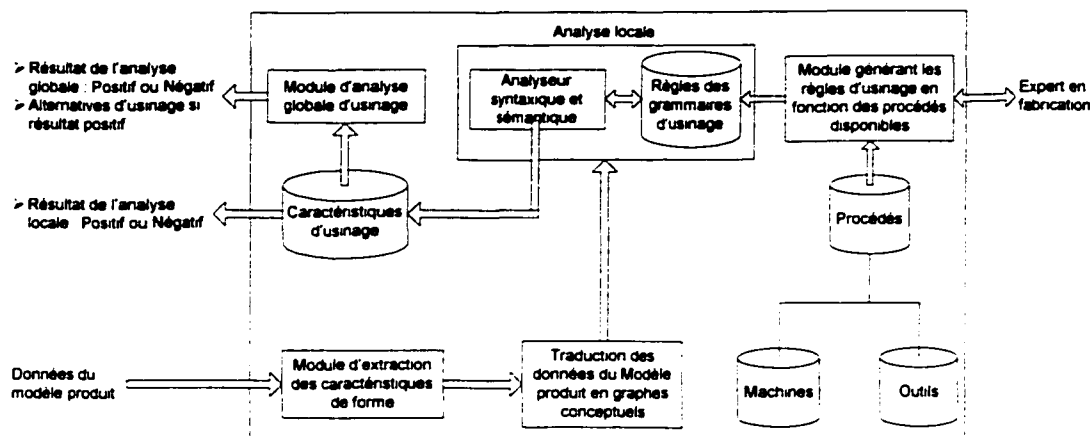 Analyse locale
➢ Résultat de l'analyse
globale : Positif ou Négatif
➢ Alternatives d'usinage si
résultat positif
Module d'analyse
globale d'usinage
Analyseur
syntaxique et
sémantique
Règles des
grammaires
d'usinage
Module générant les
règles d'usinage en
fonction des procédés
disponibles
Expert en
fabrication
➢ Résultat de l'analyse
locale Positif ou Négatif
Caractéristiques
d'usinage
Procédés
Données du
modèle produit
Module d'extraction
des caractéristiques
de forme
Traduction des
données du Modèle
produit en graphes
conceptuels
Machines
Outils